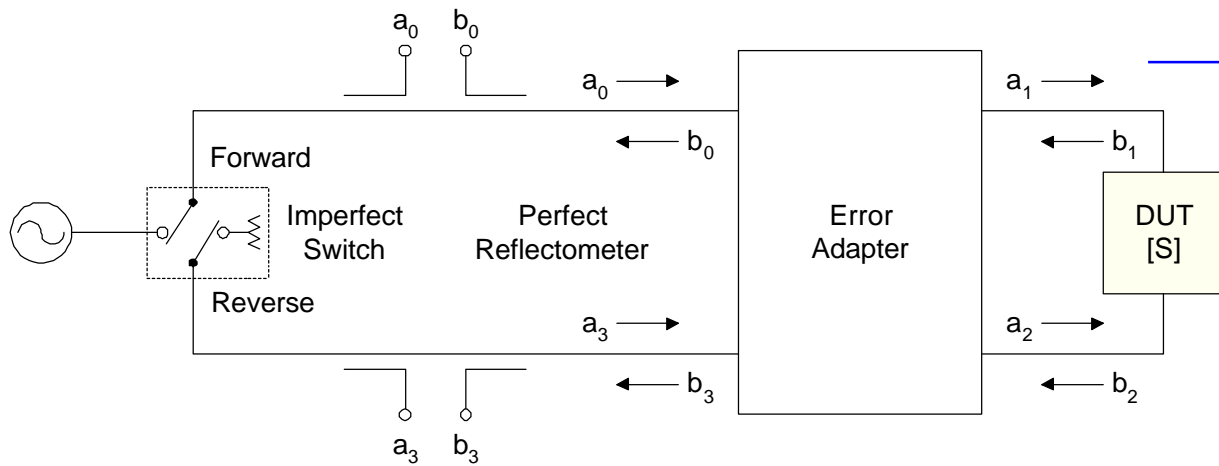 a₀ b₀
a₀
a₁
b₀
b₁
Forward
Imperfect
Switch
Perfect
Reflectometer
Error
Adapter
DUT
[S]
Reverse
a₃
a₂
b₃
b₂
a₃ b₃